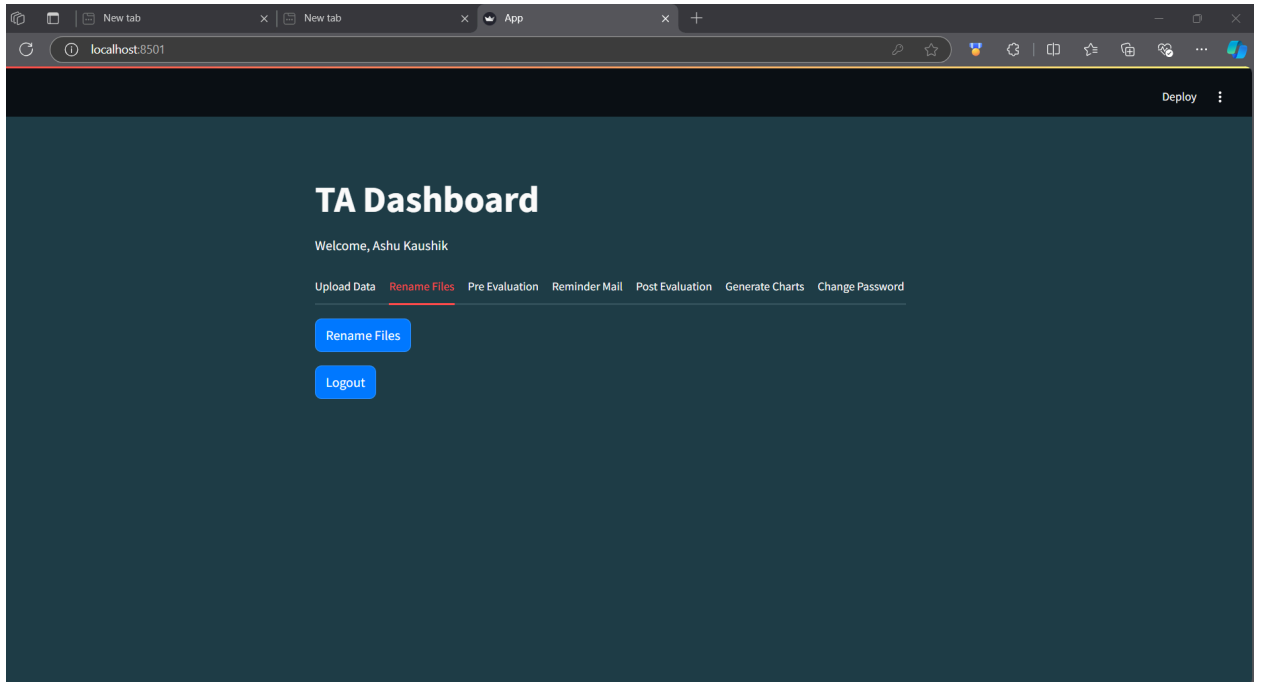 New tab New tab App
localhost:8501
Deploy
TA Dashboard
Welcome, Ashu Kaushik
Upload Data Rename Files Pre Evaluation Reminder Mail Post Evaluation Generate Charts Change Password
Rename Files
Logout